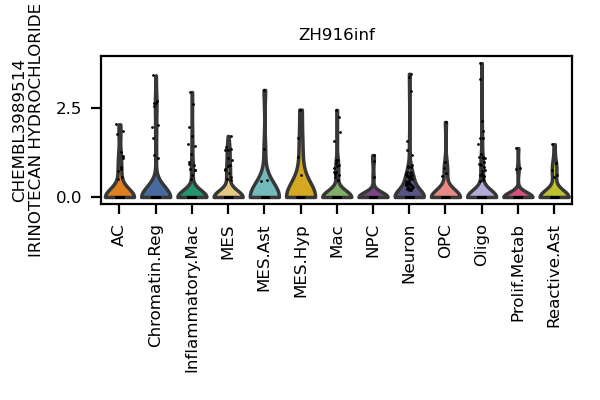 ZH916inf
CHEMBL3989514
IRINOTECAN HYDROCHLORIDE
2.5
0.0
AC
Chromatin.Reg
Inflammatory.Mac
MES
MES.Ast
MES.Hyp
Mac
NPC
Neuron
OPC
Oligo
Prolif.Metab
Reactive.Ast